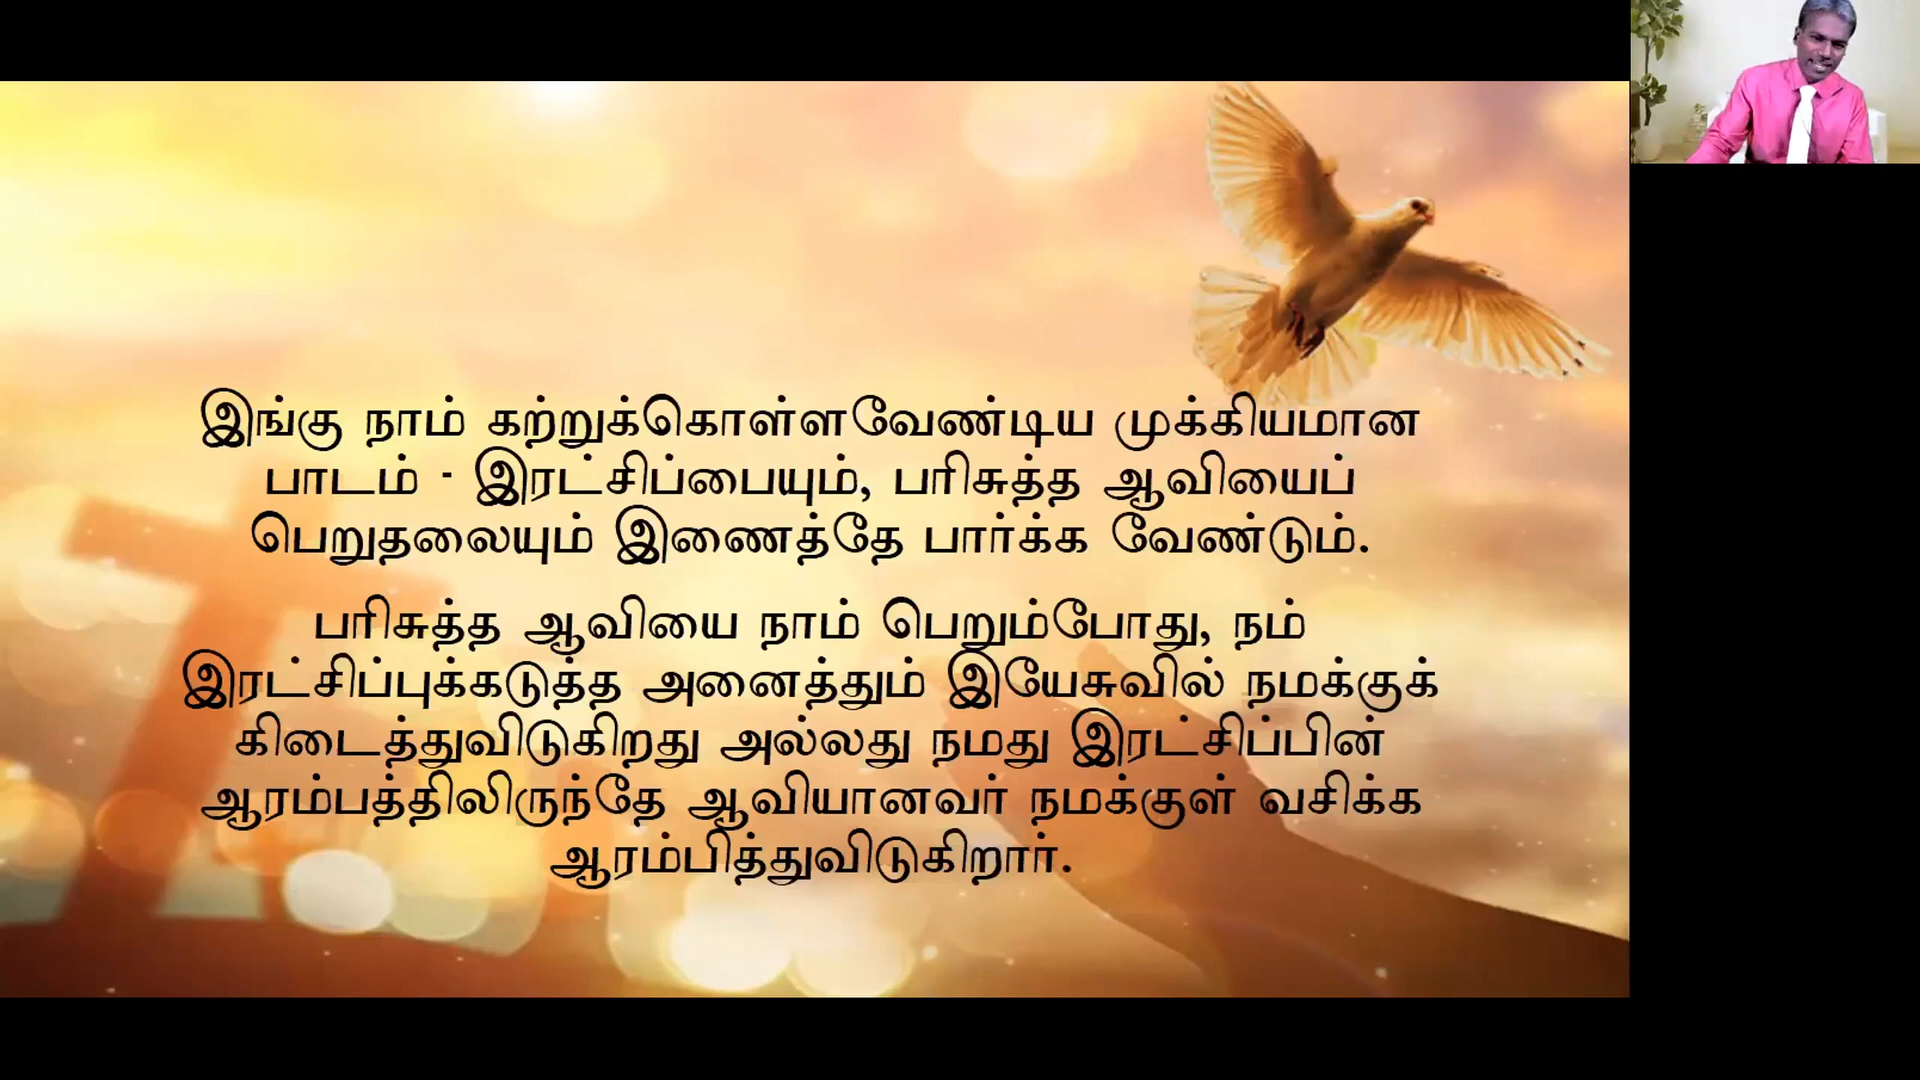 இங்கு நாம் கற்றுக்கொள்ளவேண்டிய முக்கியமான
பாடம் - இரட்சிப்பையும், பரிசுத்த ஆவியைப்
பெறுதலையும் இணைத்தே பார்க்க வேண்டும்.
பரிசுத்த ஆவியை நாம் பெறும்போது, நம்
இரட்சிப்புக்கடுத்த அனைத்தும் இயேசுவில் நமக்குக்
கிடைத்துவிடுகிறது அல்லது நமது இரட்சிப்பின்
ஆரம்பத்திலிருந்தே ஆவியானவர் நமக்குள் வசிக்க
ஆரம்பித்துவிடுகிறார்.